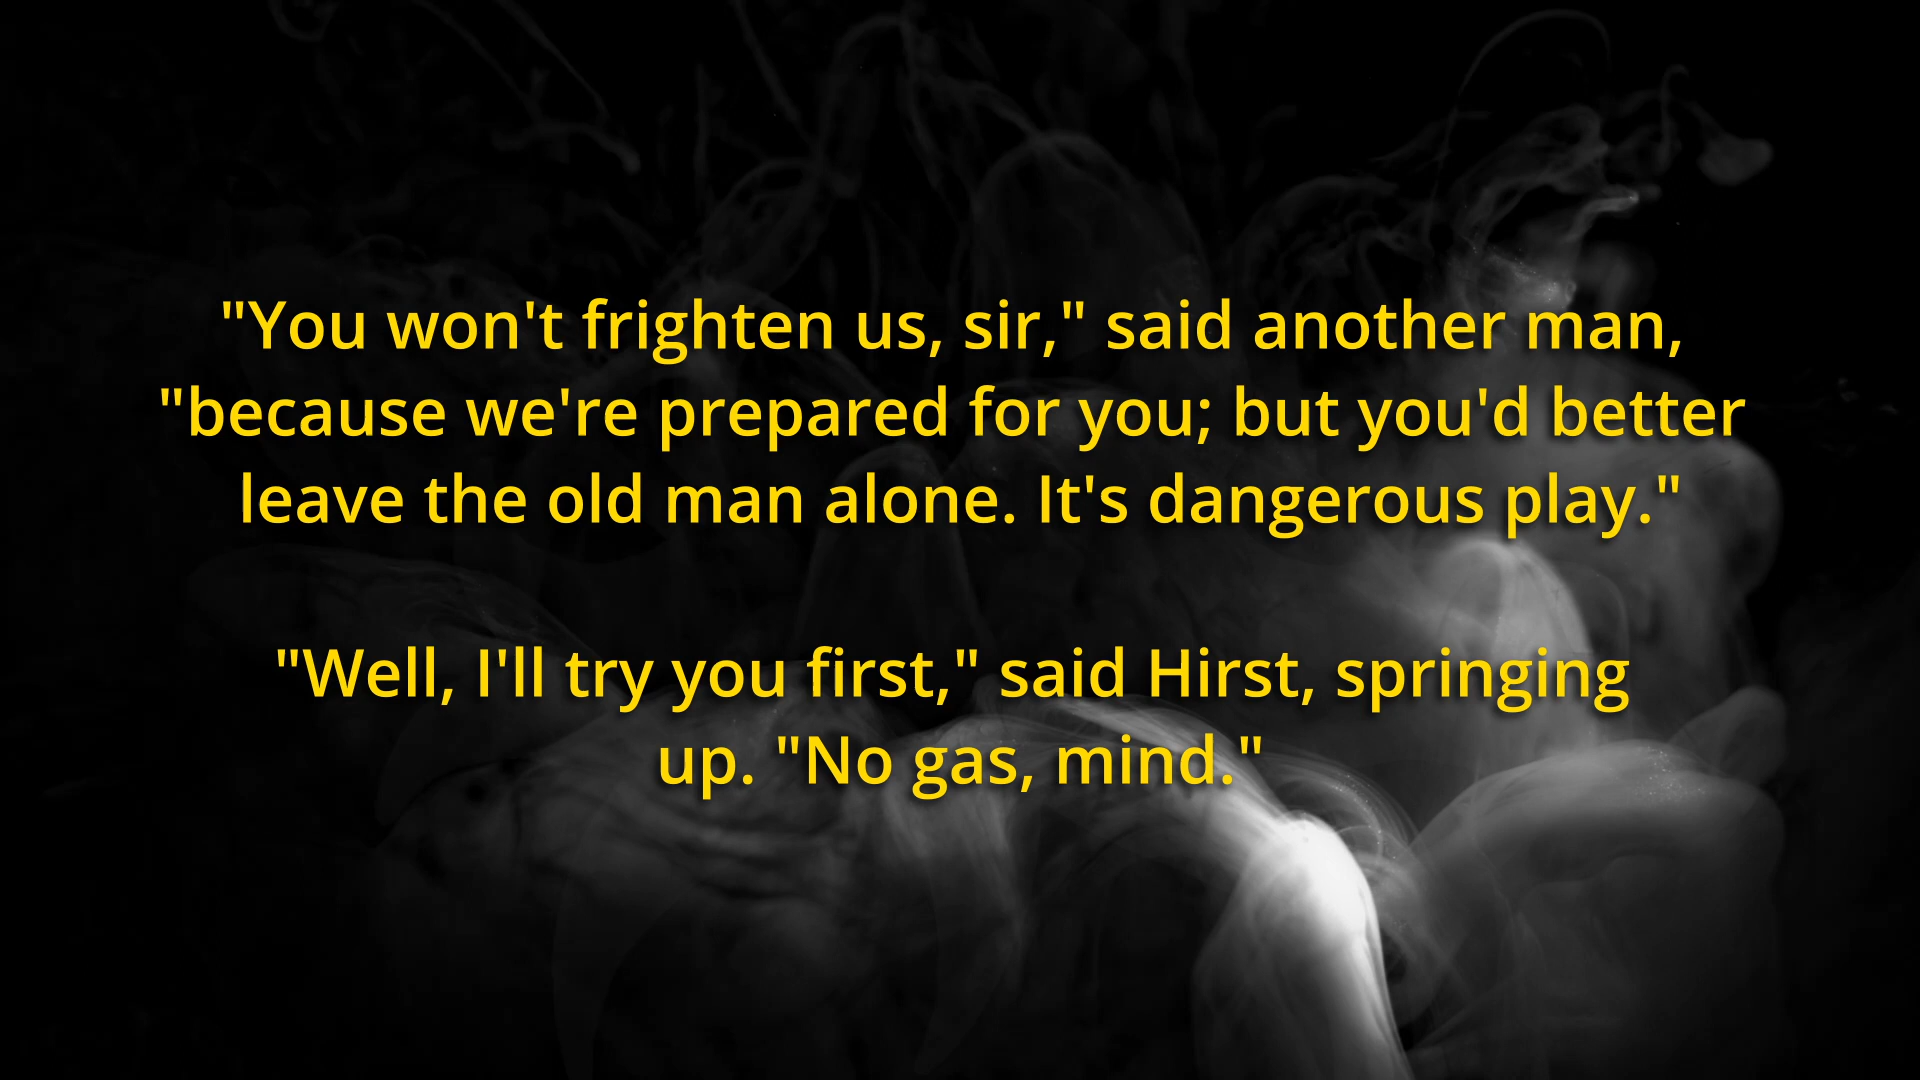 "You won't frighten us, sir," said another man,
"because we're prepared for you; but you'd better
leave the old man alone. It's dangerous play."
"Well, I'll try you first," said Hirst, springing
up. "No gas, mind."